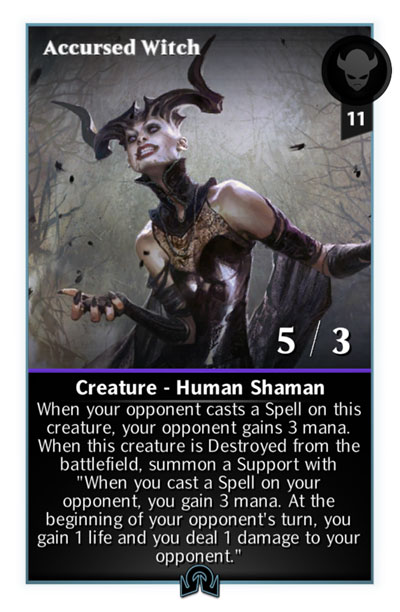 Accursed Witch
11
5 / 3
Creature - Human Shaman
When your opponent casts a Spell on this
creature, your opponent gains 3 mana.
When this creature is Destroyed from the
battlefield, summon a Support with
"When you cast a Spell on your
opponent, you gain 3 mana. At the
beginning of your opponent's turn, you
gain 1 life and you deal 1 damage to your
opponent."